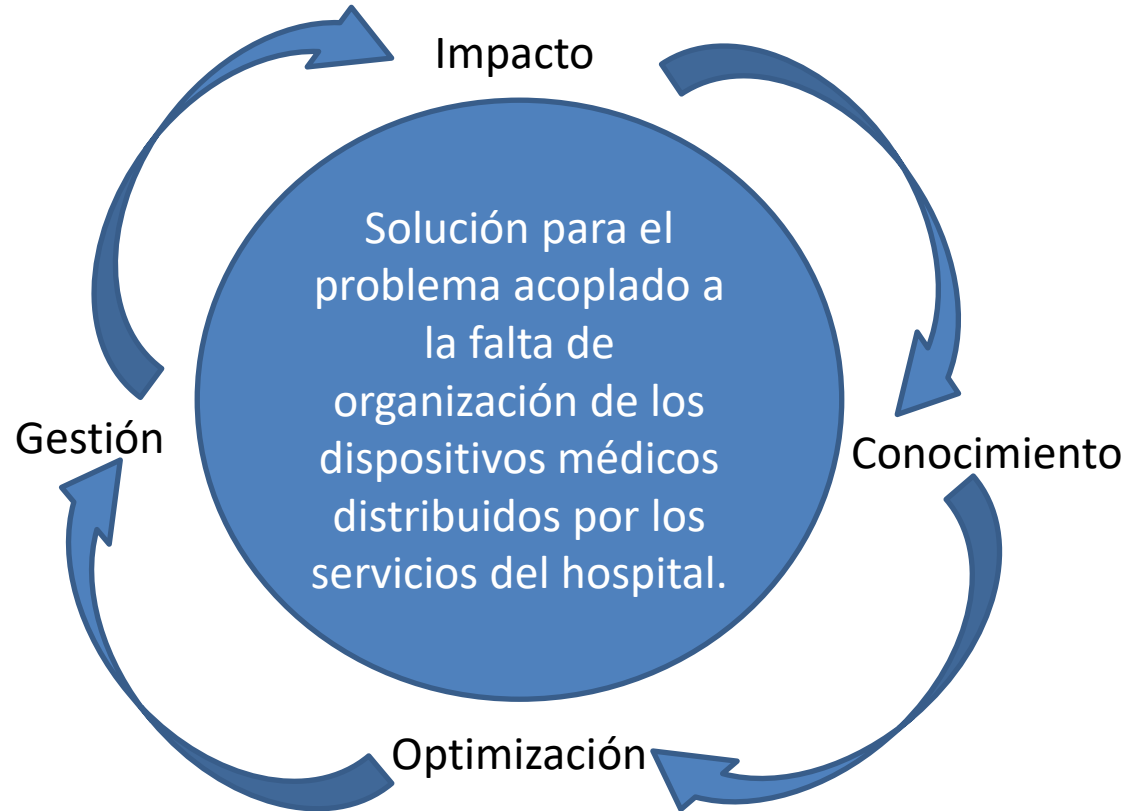 Impacto
Solución para el
problema acoplado a
la falta de
organización de los
dispositivos médicos
distribuidos por los
servicios del hospital.
Gestión
Conocimiento
Optimización